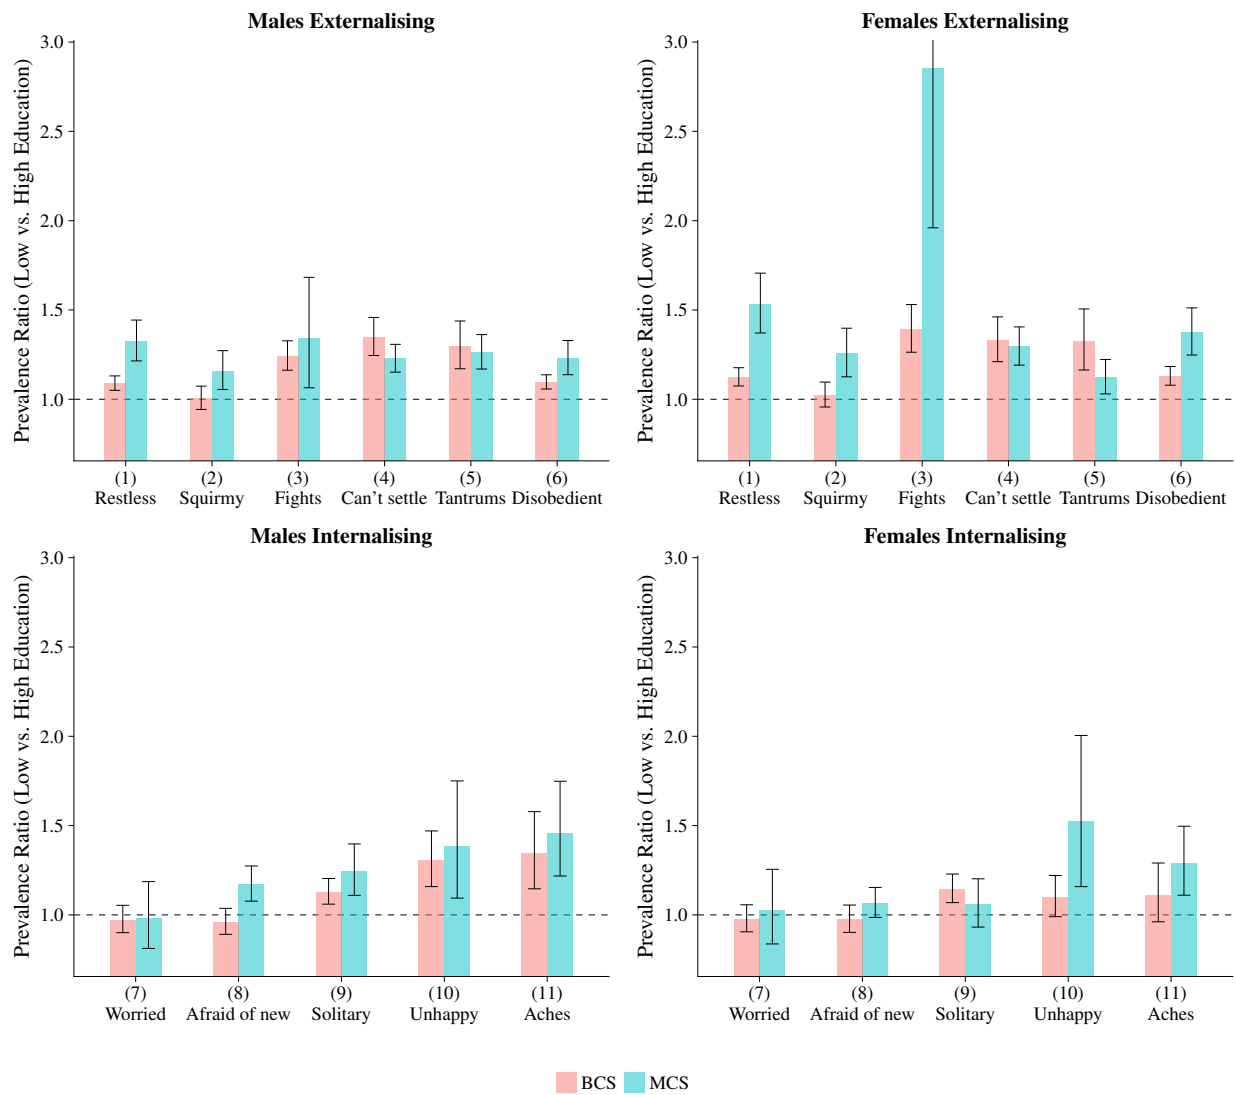 Males Externalising
Prevalence Ratio (Low vs. High Education)
3.0
2.5
2.0
1.5
1.0
(1) (2) (3) (4) (5) (6)
Restless Squirmy Fights Can't settle Tantrums Disobedient
Females Externalising
Prevalence Ratio (Low vs. High Education)
3.0
2.5
2.0
1.5
1.0
(1) (2) (3) (4) (5) (6)
Restless Squirmy Fights Can't settle Tantrums Disobedient
Males Internalising
Prevalence Ratio (Low vs. High Education)
3.0
2.5
2.0
1.5
1.0
(7) (8) (9) (10) (11)
Worried Afraid of new Solitary Unhappy Aches
Females Internalising
Prevalence Ratio (Low vs. High Education)
3.0
2.5
2.0
1.5
1.0
(7) (8) (9) (10) (11)
Worried Afraid of new Solitary Unhappy Aches
BCS MCS